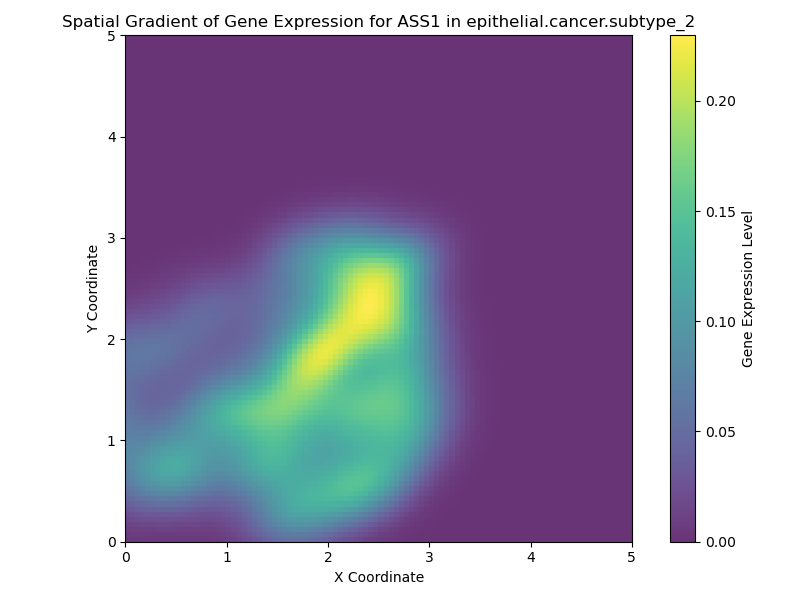 Spatial Gradient of Gene Expression for ASS1 in epithelial.cancer.subtype_2
5
4
3
2
1
0
Y Coordinate
0 1 2 3 4 5
X Coordinate
0.20
0.15
0.10
0.05
0.00
Gene Expression Level